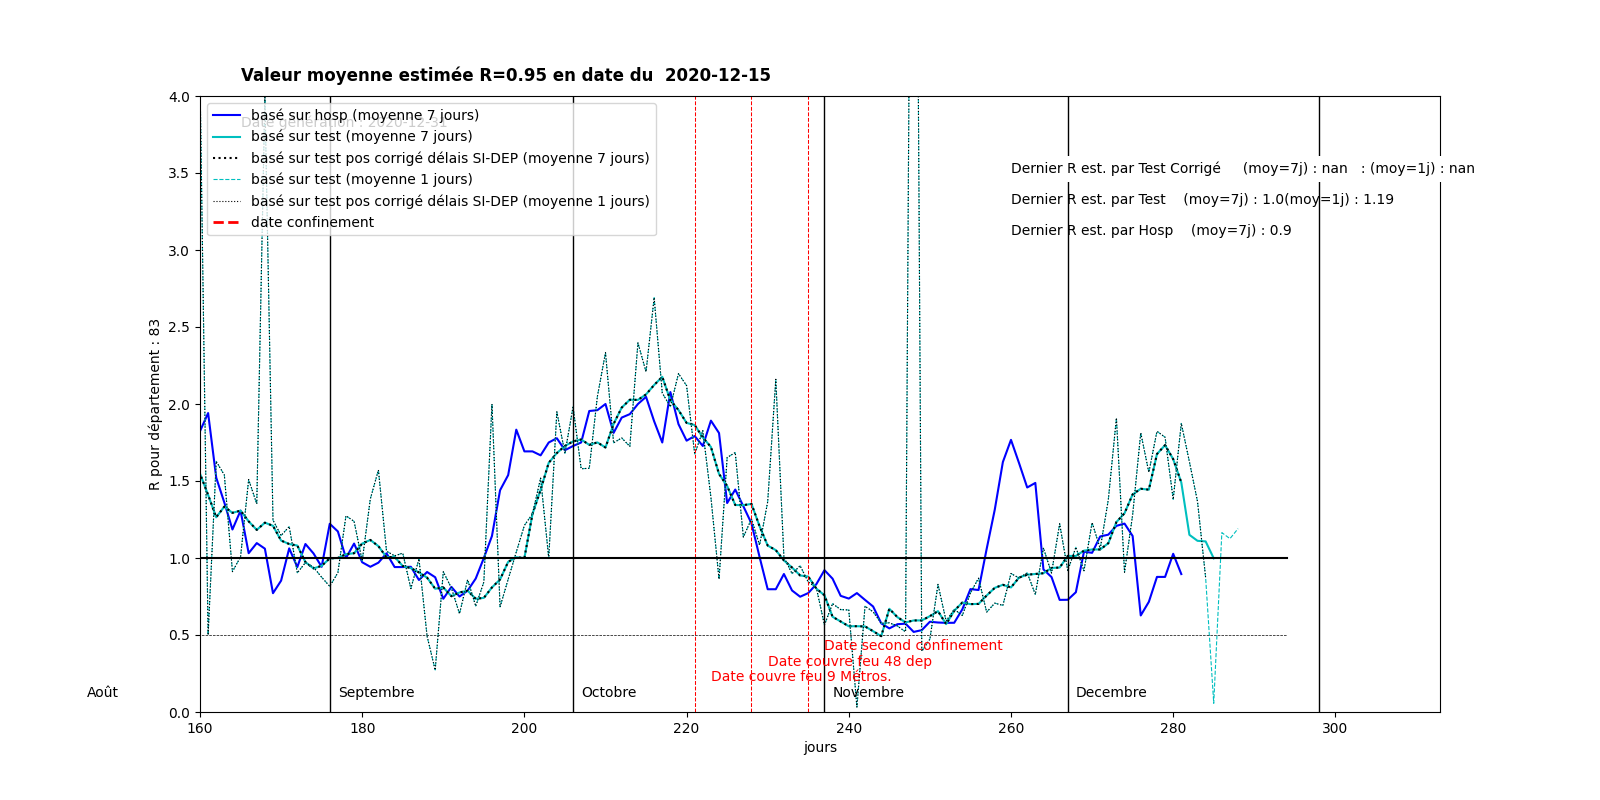 Valeur moyenne estimée R=0.95 en date du  2020-12-15
Date generation : 2020-12-31
basé sur hosp (moyenne 7 jours)
basé sur test (moyenne 7 jours)
basé sur test pos corrigé délais SI-DEP (moyenne 7 jours)
basé sur test (moyenne 1 jours)
basé sur test pos corrigé délais SI-DEP (moyenne 1 jours)
date confinement
Dernier R est. par Test Corrigé (moy=7j) : nan : (moy=1j) : nan
Dernier R est. par Test (moy=7j) : 1.0(moy=1j) : 1.19
Dernier R est. par Hosp (moy=7j) : 0.9
R pour département : 83
4.0
3.5
3.0
2.5
2.0
1.5
1.0
0.5
0.0
Date second confinement
Date couvre feu 48 dep
Date couvre feu 9 Métros.
Août Septembre Octobre Novembre Decembre
160 180 200 220 240 260 280 300
jours